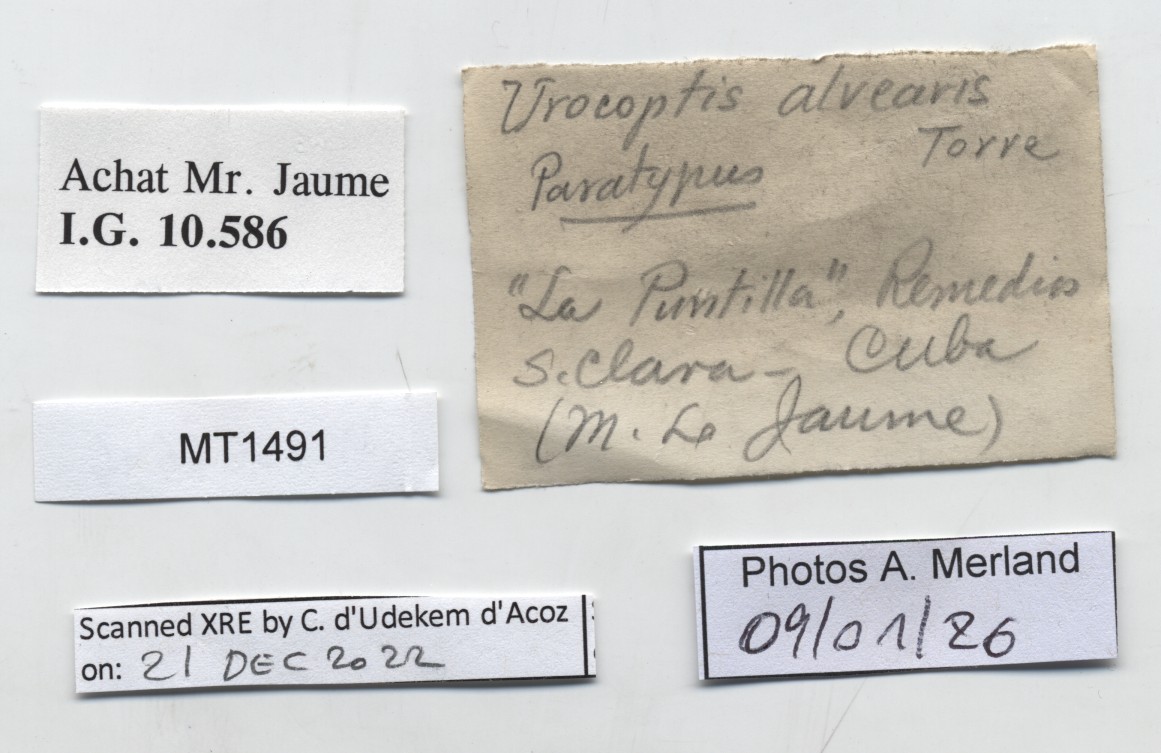 Urocoptis alvearis
Torre
Paratypus
"La Puntilla", Remedios
S. Clara - Cuba
(M. L. Jaume)
Achat Mr. Jaume
I.G. 10.586
MT1491
Scanned XRE by C. d'Udekem d'Acoz
on: 21 DEC 2022
Photos A. Merland
09/01/26